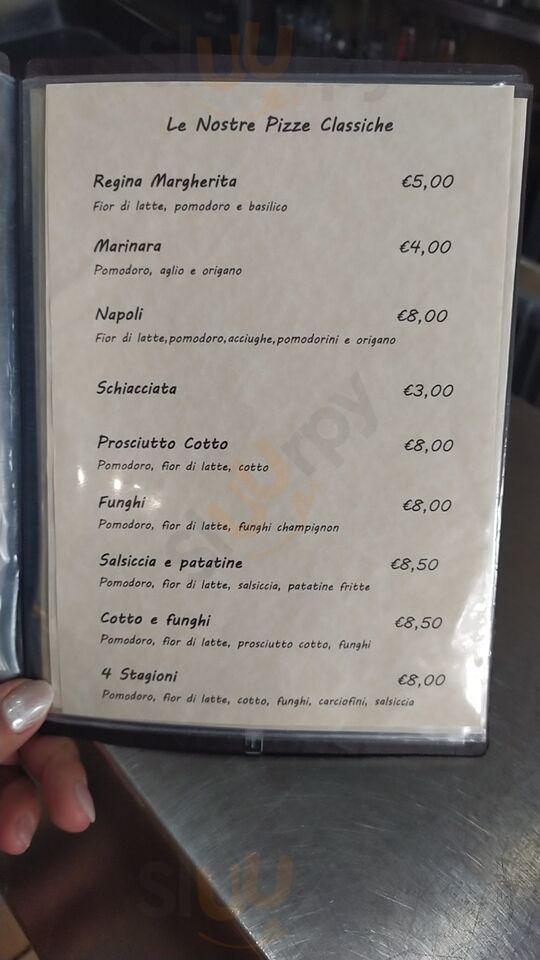 Le Nostre Pizze Classiche
Regina Margherita €5,00
Fior di latte, pomodoro e basilico
Marinara €4,00
Pomodoro, aglio e origano
Napoli €8,00
Fior di latte,pomodoro,acciughe,pomodorini e origano
Schiacciata €3,00
Prosciutto Cotto €8,00
Pomodoro, fior di latte, cotto
Funghi €8,00
Pomodoro, fior di latte, funghi champignon
Salsiccia e patatine €8,50
Pomodoro, fior di latte, salsiccia, patatine fritte
Cotto e funghi €8,50
Pomodoro, fior di latte, prosciutto cotto, funghi
4 Stagioni €8,00
Pomodoro, fior di latte, cotto, funghi, carciofini, salsiccia
sluurpy
sluurpy
sluu